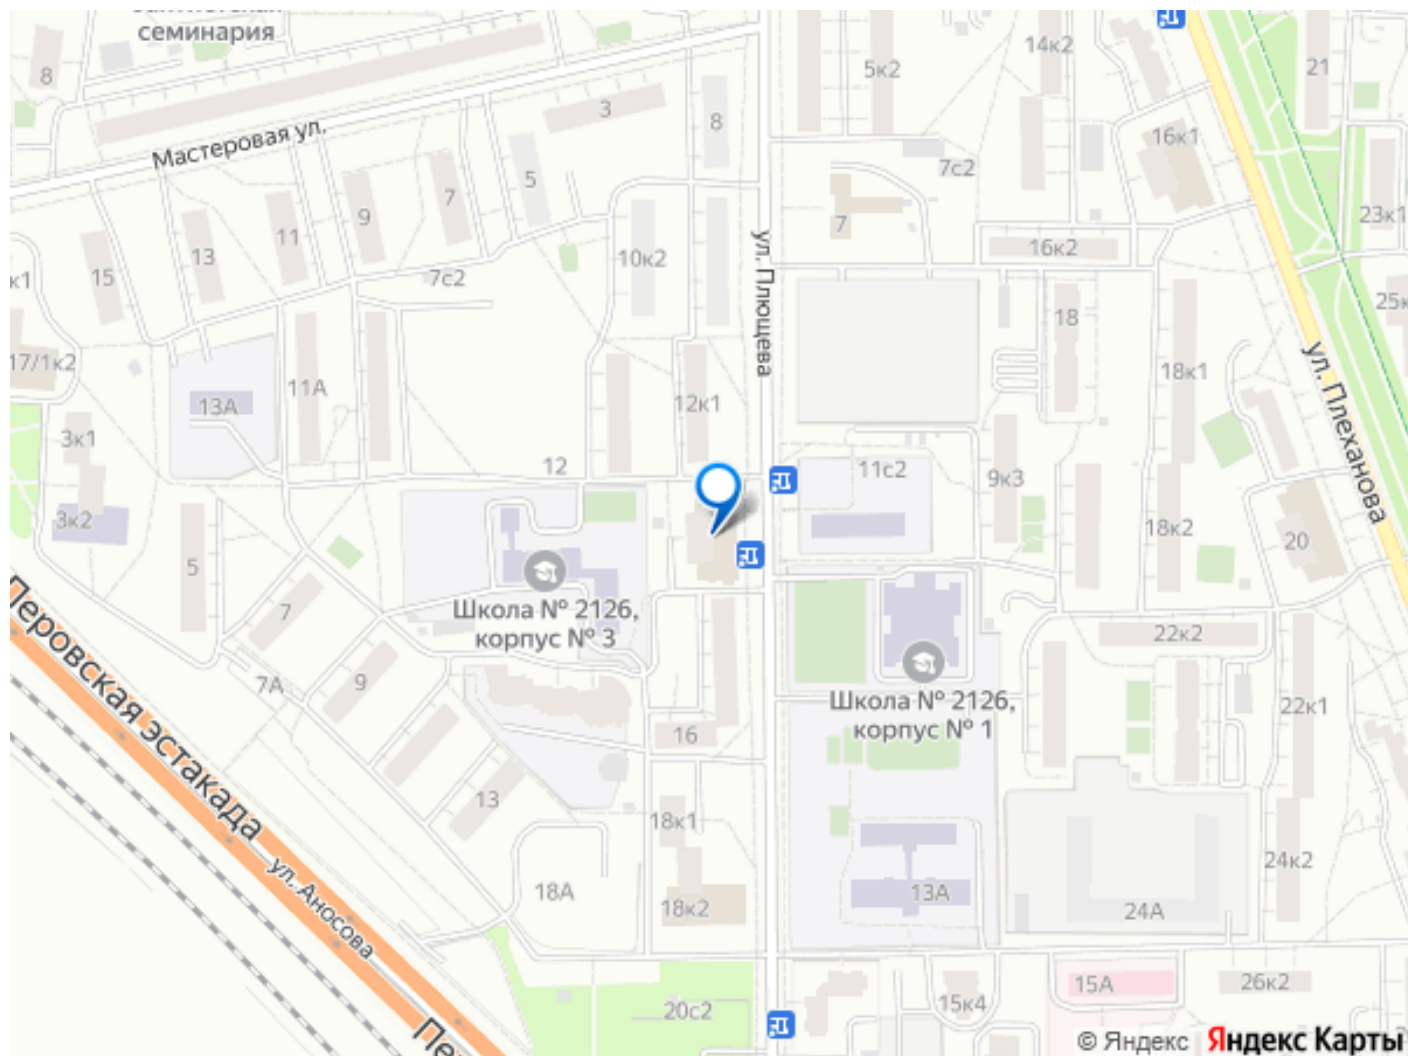 семинария
8
Мастеровая ул.
3
8
5к2
14к2
21
16к1
7с2
5
7
9
11
13
15
7
23к1
10к2
16к2
7с2
к1
ул. Плющева
18
25к
17/1к2
11А
13А
12к1
18к1
ул. Плеханова
3к1
12
11с2
9к3
3к2
18к2
20
5
7
Школа № 2126,
корпус № 3
22к2
Перовская эстакада
7А
9
Школа № 2126,
корпус № 1
22к1
16
13
18к1
24к2
ул. Аносова
18А
18к2
13А
24А
15А
26к2
15к4
20с2
Пе
© Яндекс
Яндекс Карты